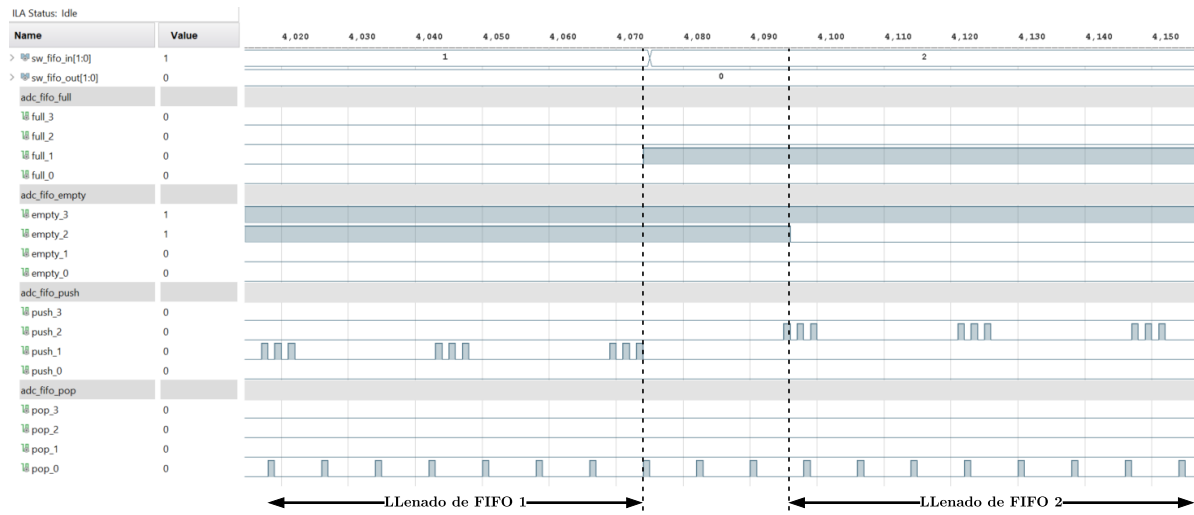 ILA Status: Idle
Name Value 4,020 4,030 4,040 4,050 4,060 4,070 4,080 4,090 4,100 4,110 4,120 4,130 4,140 4,150
sw_fifo_in[1:0] 1 1 2
sw_fifo_out[1:0] 0 0
adc_fifo_full
full_3 0
full_2 0
full_1 0
full_0 0
adc_fifo_empty
empty_3 1
empty_2 1
empty_1 0
empty_0 0
adc_fifo_push
push_3 0
push_2 0
push_1 0
push_0 0
adc_fifo_pop
pop_3 0
pop_2 0
pop_1 0
pop_0 0
LLenado de FIFO 1 LLenado de FIFO 2